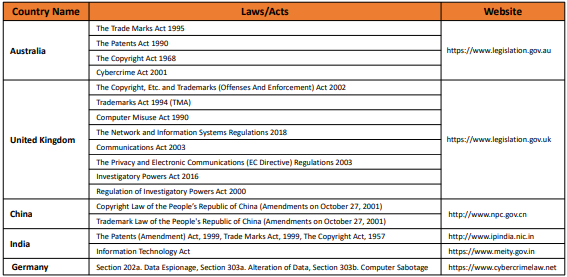 Country Name Laws/Acts Website
Australia
The Trade Marks Act 1995
The Patents Act 1990
The Copyright Act 1968
Cybercrime Act 2001
https://www.legislation.gov.au
United Kingdom
The Copyright, Etc. and Trademarks (Offenses And Enforcement) Act 2002
Trademarks Act 1994 (TMA)
Computer Misuse Act 1990
The Network and Information Systems Regulations 2018
Communications Act 2003
The Privacy and Electronic Communications (EC Directive) Regulations 2003
Investigatory Powers Act 2016
Regulation of Investigatory Powers Act 2000
https://www.legislation.gov.uk
China
Copyright Law of the People's Republic of China (Amendments on October 27, 2001)
Trademark Law of the People's Republic of China (Amendments on October 27, 2001)
http://www.npc.gov.cn
India
The Patents (Amendment) Act, 1999, Trade Marks Act, 1999, The Copyright Act, 1957 http://www.ipindia.nic.in
Information Technology Act https://www.meity.gov.in
Germany Section 202a. Data Espionage, Section 303a. Alteration of Data, Section 303b. Computer Sabotage https://www.cybercrimelaw.net